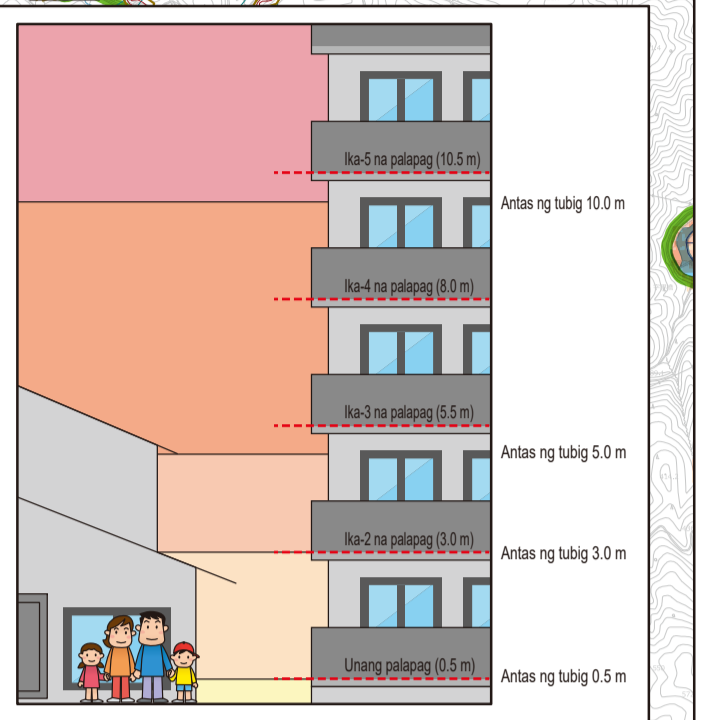 Ika-5 na palapag (10.5 m)
Antas ng tubig 10.0 m
Ika-4 na palapag (8.0 m)
Ika-3 na palapag (5.5 m)
Antas ng tubig 5.0 m
Ika-2 na palapag (3.0 m)
Antas ng tubig 3.0 m
Unang palapag (0.5 m)
Antas ng tubig 0.5 m